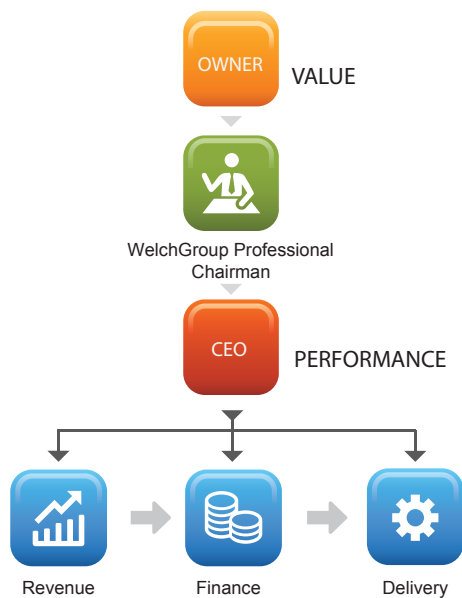 OWNER
VALUE
WelchGroup Professional
Chairman
CEO
PERFORMANCE
Revenue
Finance
Delivery